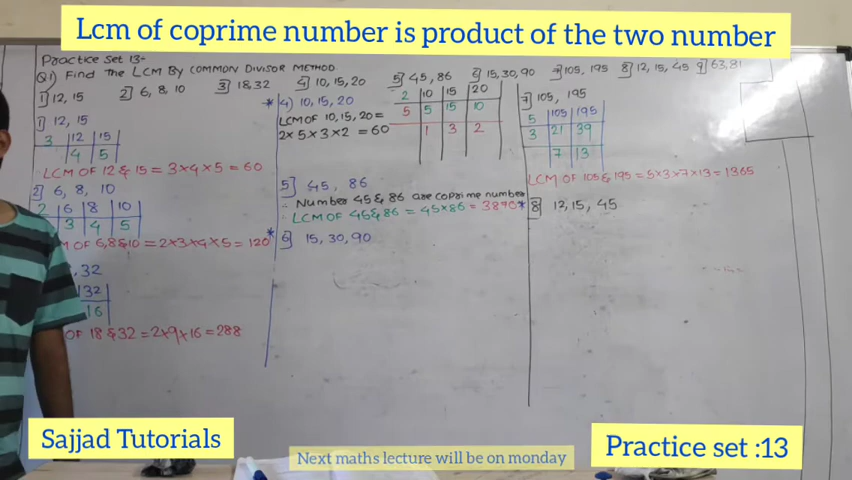 Lcm of coprime number is product of the two number
Practice Set 13:-
Q1) Find the LCM By COMMON DIVISOR METHOD
1] 12, 15 2] 6, 8, 10 3] 18,32 4] 10, 15, 20 5] 45, 86 6] 15, 30, 90 7] 105, 195 8] 12, 15, 45 9] 63,81
1] 12, 15
3 12 15
4 5
LCM OF 12 & 15 = 3×4×5 = 60
2] 6, 8, 10
2 6 8 10
3 4 5
M OF 6,8 & 10 = 2×3×4×5 = 120
, 32
32
16
OF 18 & 32 = 2×9×16 = 288
* 4) 10, 15, 20
LCM OF 10, 15, 20 =
2× 5 × 3 × 2 = 60
2 10 15 20
5 5 15 10
1 3 2
5] 45, 86
∴ Number 45 & 86 are coprime number
∴ LCM OF 45 & 86 = 45×86 = 3870
* 6] 15, 30, 90
7] 105, 195
5 105 195
3 21 39
7 13
LCM OF 105 & 195 = 5×3×7×13 = 1365
* 8] 12, 15, 45
Sajjad Tutorials
Next maths lecture will be on monday
Practice set :13